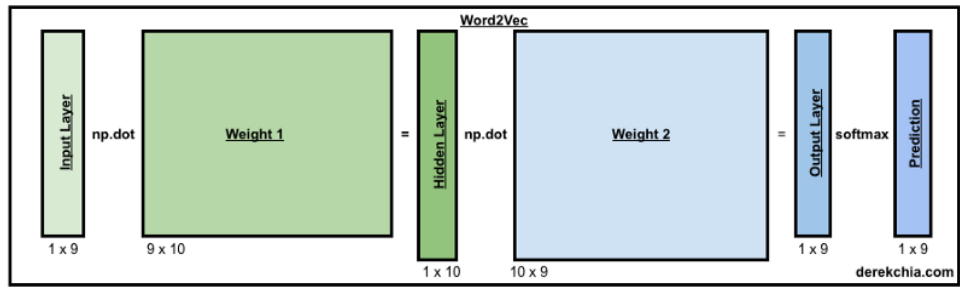 Word2Vec
Input Layer
np.dot
Weight 1
=
Hidden Layer
np.dot
Weight 2
=
Output Layer
softmax
Prediction
1 x 9
9 x 10
1 x 10
10 x 9
1 x 9
1 x 9
derekchia.com